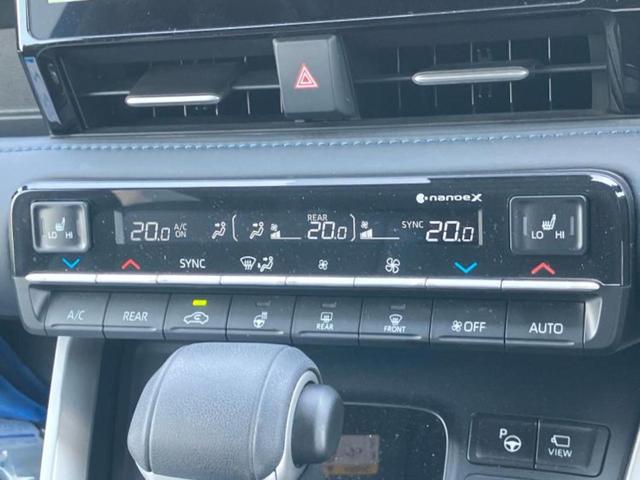 nanoeX
LO HI
20.0 A/C ON
REAR 20.0
SYNC 20.0
LO HI
SYNC
A/C
REAR
REAR
FRONT
OFF
AUTO
P
VIEW